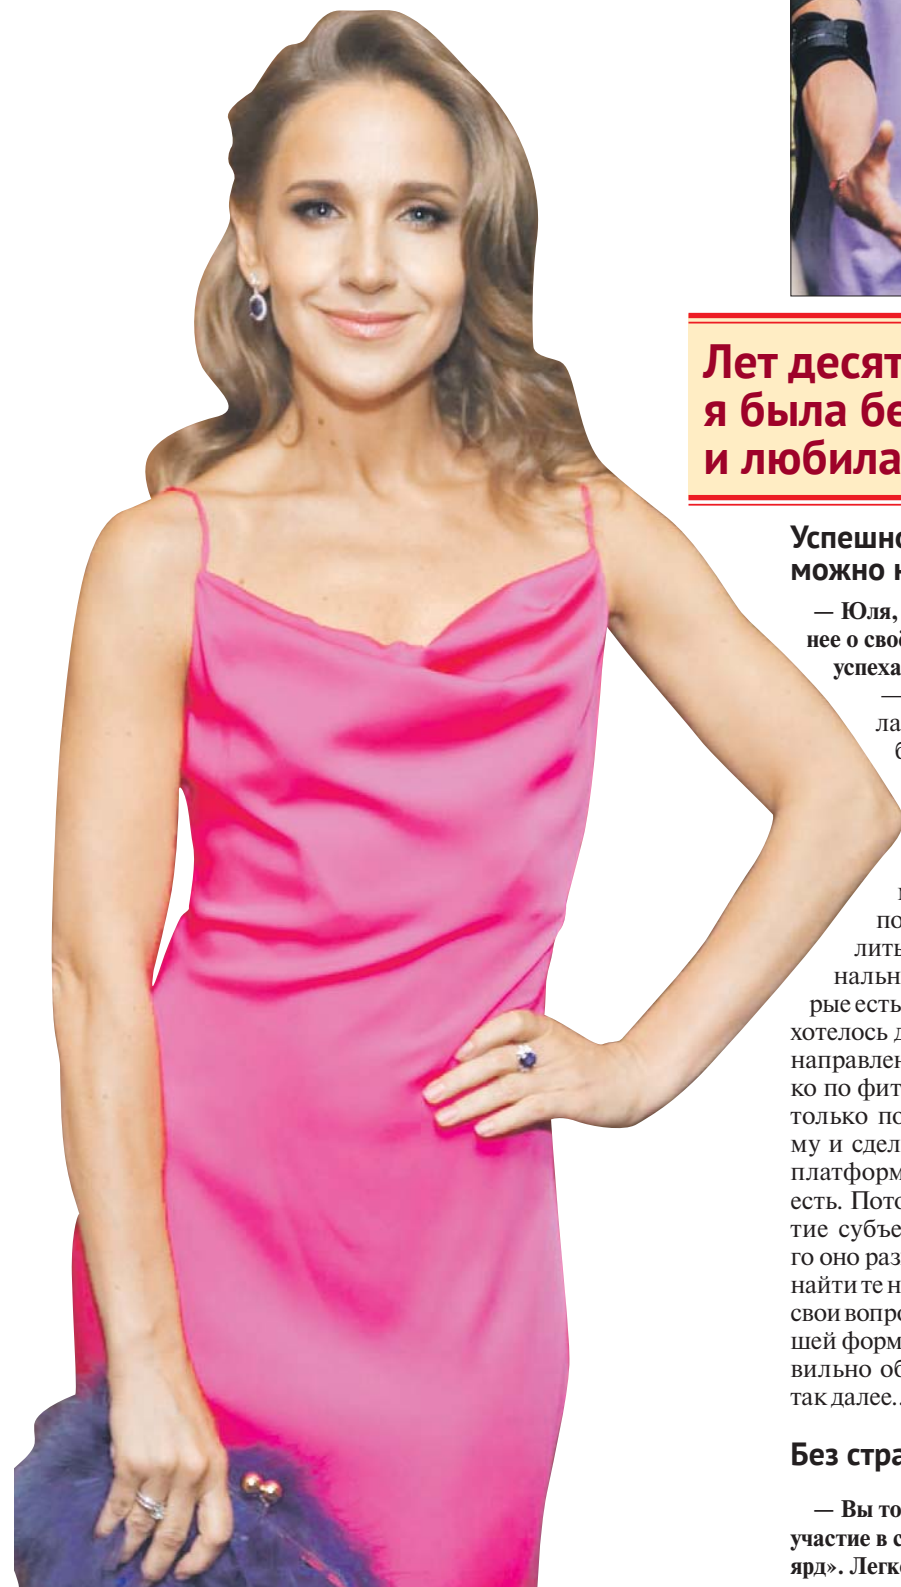 Лет десят
я была бе
и любила
Успешно
можно н
— Юля,
нее о своё
успеха
—
ла
б
по
лить
нальн
рые есть
хотелось д
направлен
ко по фит
только по
му и сдел
платформ
есть. Пото
тие субъе
го оно раз
найти те н
свои вопро
шей форм
вильно об
так далее..
Без стра
— Вы то
участие в с
ярд». Легко